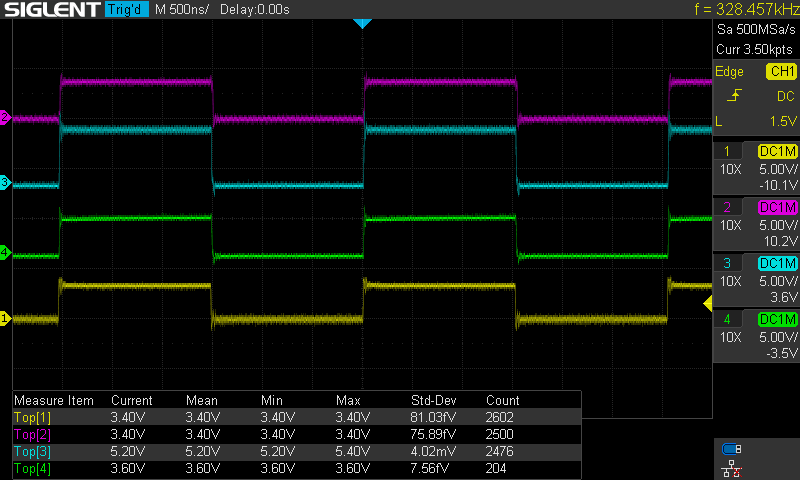 SIGLENT Trig'd M 500ns/ Delay:0.00s f = 328.457kHz
Sa 500MSa/s
Curr 3.50kpts
Edge CH1
DC
L 1.5V
1 DC1M
10X 5.00V/
-10.1V
2 DC1M
10X 5.00V/
10.2V
3 DC1M
10X 5.00V/
3.6V
4 DC1M
10X 5.00V/
-3.5V
2
3
4
1
Measure Item Current Mean Min Max Std-Dev Count
Top[1] 3.40V 3.40V 3.40V 3.40V 81.03fV 2602
Top[2] 3.40V 3.40V 3.40V 3.40V 75.89fV 2500
Top[3] 5.20V 5.20V 5.20V 5.40V 4.02mV 2476
Top[4] 3.60V 3.60V 3.60V 3.60V 7.56fV 204